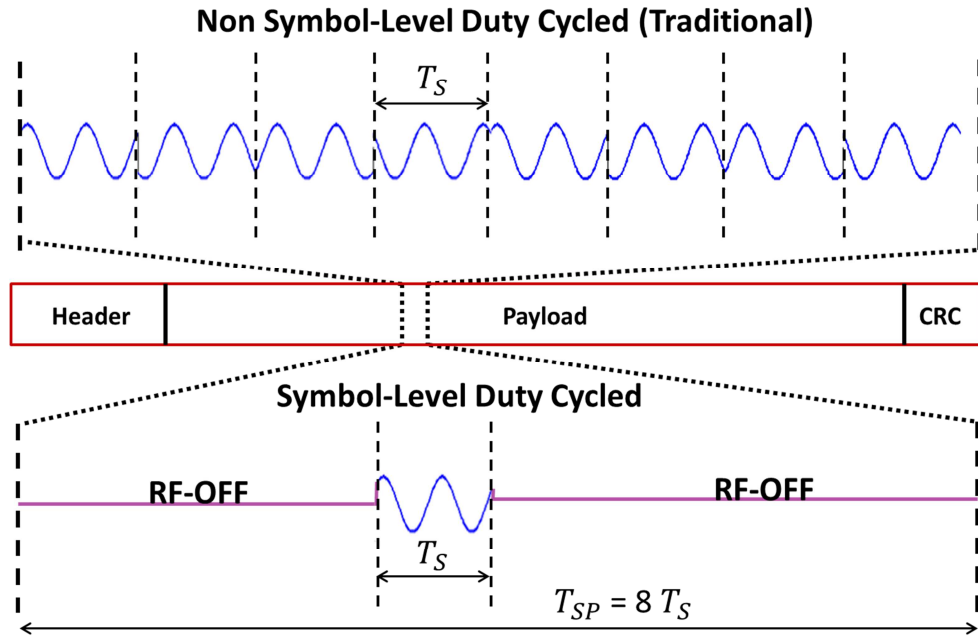 Non Symbol-Level Duty Cycled (Traditional)
T_S
Header Payload CRC
Symbol-Level Duty Cycled
RF-OFF RF-OFF
T_S
T_SP = 8 T_S